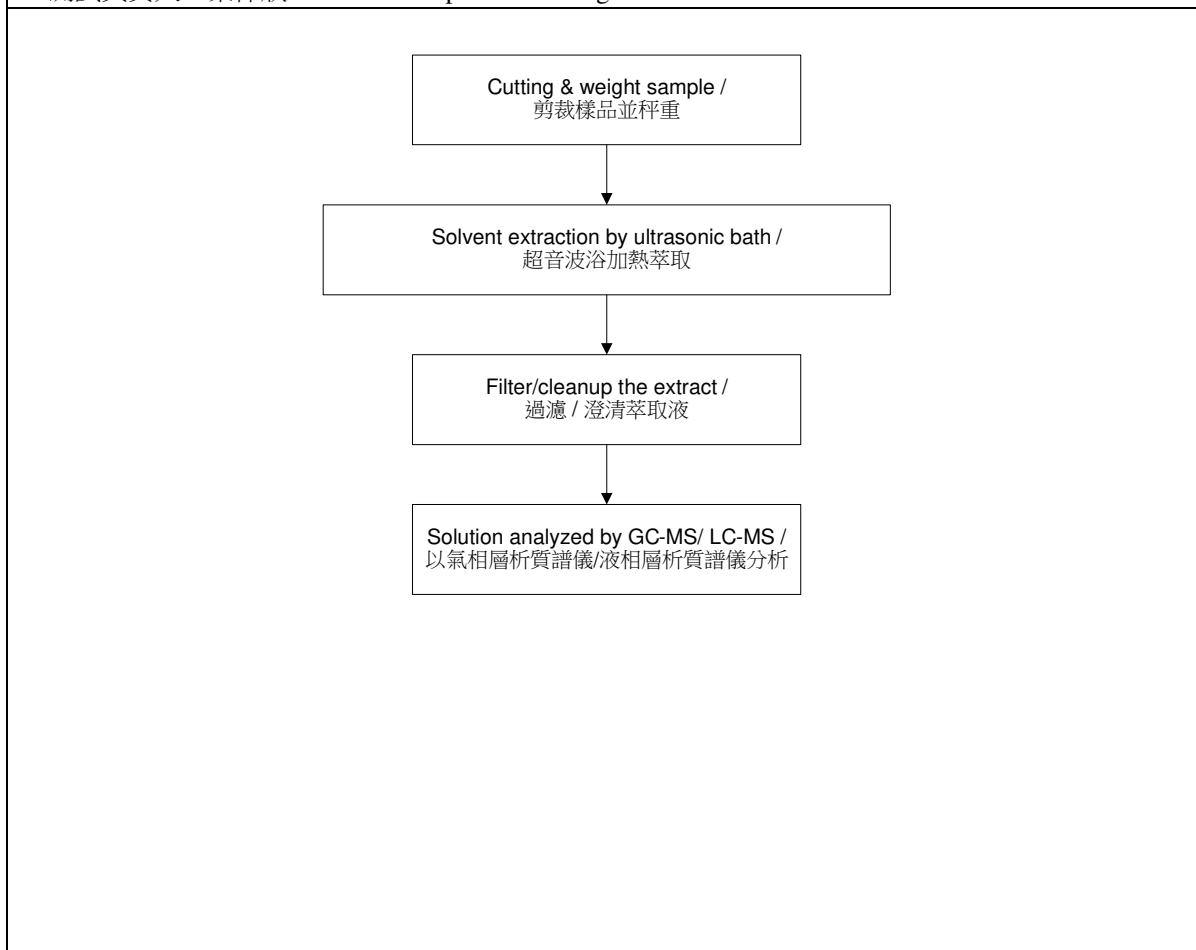 Cutting & weight sample /
剪裁樣品並秤重
Solvent extraction by ultrasonic bath /
超音波浴加熱萃取
Filter/cleanup the extract /
過濾 / 澄清萃取液
Solution analyzed by GC-MS/ LC-MS /
以氣相層析質譜儀/液相層析質譜儀分析